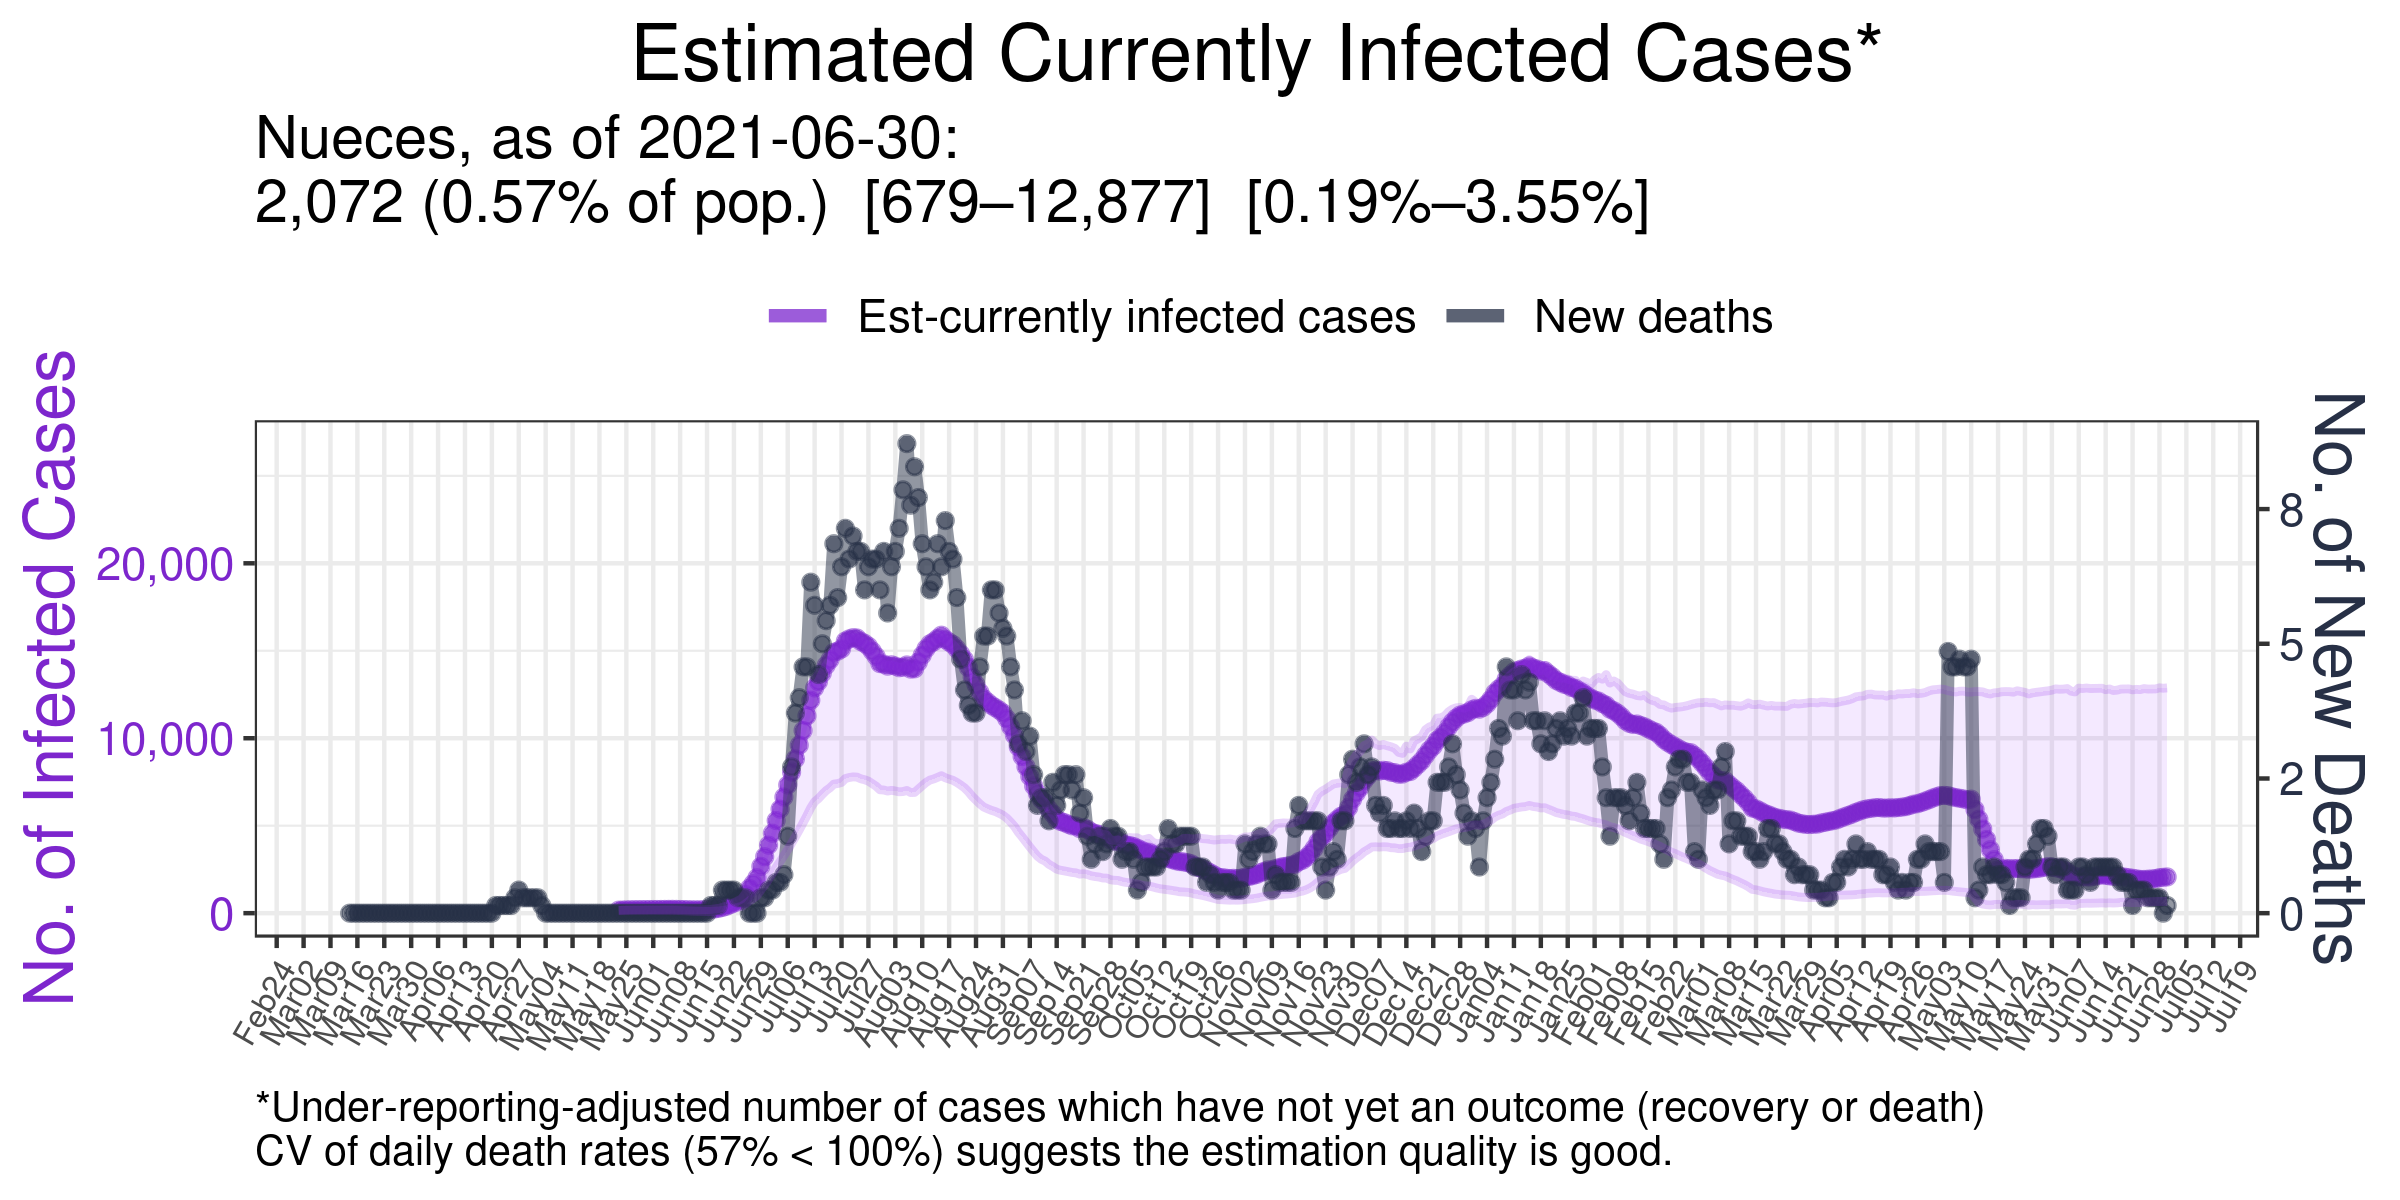 Estimated Currently Infected Cases*
Nueces, as of 2021-06-30:
2,072 (0.57% of pop.) [679–12,877] [0.19%–3.55%]
Est-currently infected cases
New deaths
No. of Infected Cases
20,000
10,000
0
No. of New Deaths
8
5
2
0
Feb24
Mar02
Mar09
Mar16
Mar23
Mar30
Apr06
Apr13
Apr20
Apr27
May04
May11
May18
May25
Jun01
Jun08
Jun15
Jun22
Jun29
Jul06
Jul13
Jul20
Jul27
Aug03
Aug10
Aug17
Aug24
Aug31
Sep07
Sep14
Sep21
Sep28
Oct05
Oct12
Oct19
Oct26
Nov02
Nov09
Nov16
Nov23
Nov30
Dec07
Dec14
Dec21
Dec28
Jan04
Jan11
Jan18
Jan25
Feb01
Feb08
Feb15
Feb22
Mar01
Mar08
Mar15
Mar22
Mar29
Apr05
Apr12
Apr19
Apr26
May03
May10
May17
May24
May31
Jun07
Jun14
Jun21
Jun28
Jul05
Jul12
Jul19
*Under-reporting-adjusted number of cases which have not yet an outcome (recovery or death)
CV of daily death rates (57% < 100%) suggests the estimation quality is good.